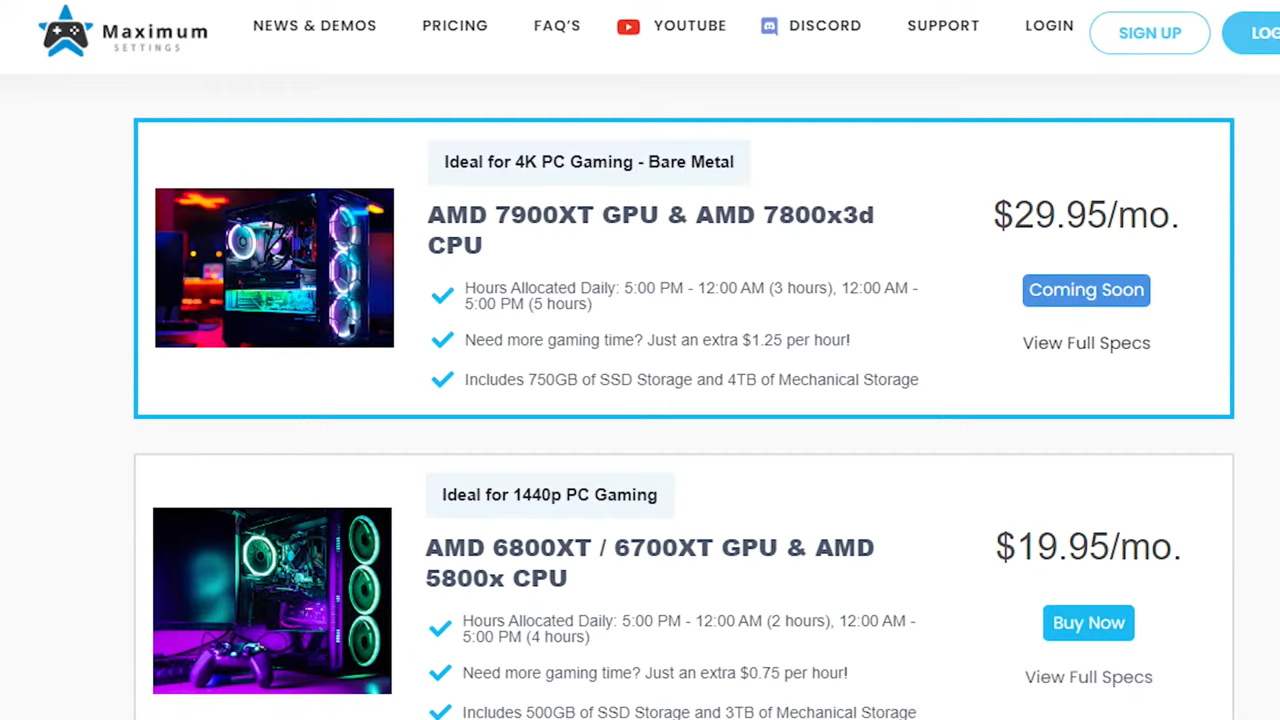 Maximum
SETTINGS
NEWS & DEMOS
PRICING
FAQ'S
YOUTUBE
DISCORD
SUPPORT
LOGIN
SIGN UP
LOG
Ideal for 4K PC Gaming - Bare Metal
AMD 7900XT GPU & AMD 7800x3d
CPU
Hours Allocated Daily: 5:00 PM - 12:00 AM (3 hours), 12:00 AM -
5:00 PM (5 hours)
Need more gaming time? Just an extra $1.25 per hour!
Includes 750GB of SSD Storage and 4TB of Mechanical Storage
$29.95/mo.
Coming Soon
View Full Specs
Ideal for 1440p PC Gaming
AMD 6800XT / 6700XT GPU & AMD
5800x CPU
Hours Allocated Daily: 5:00 PM - 12:00 AM (2 hours), 12:00 AM -
5:00 PM (4 hours)
Need more gaming time? Just an extra $0.75 per hour!
Includes 500GB of SSD Storage and 3TB of Mechanical Storage
$19.95/mo.
Buy Now
View Full Specs